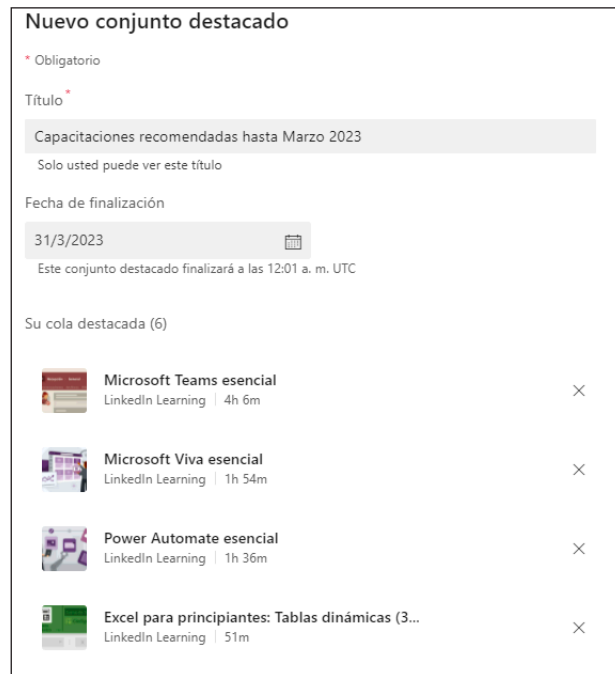 Nuevo conjunto destacado
* Obligatorio
Título *
Capacitaciones recomendadas hasta Marzo 2023
Solo usted puede ver este título
Fecha de finalización
31/3/2023
Este conjunto destacado finalizará a las 12:01 a. m. UTC
Su cola destacada (6)
Microsoft Teams esencial
LinkedIn Learning | 4h 6m
Microsoft Viva esencial
LinkedIn Learning | 1h 54m
Power Automate esencial
LinkedIn Learning | 1h 36m
Excel para principiantes: Tablas dinámicas (3...
LinkedIn Learning | 51m